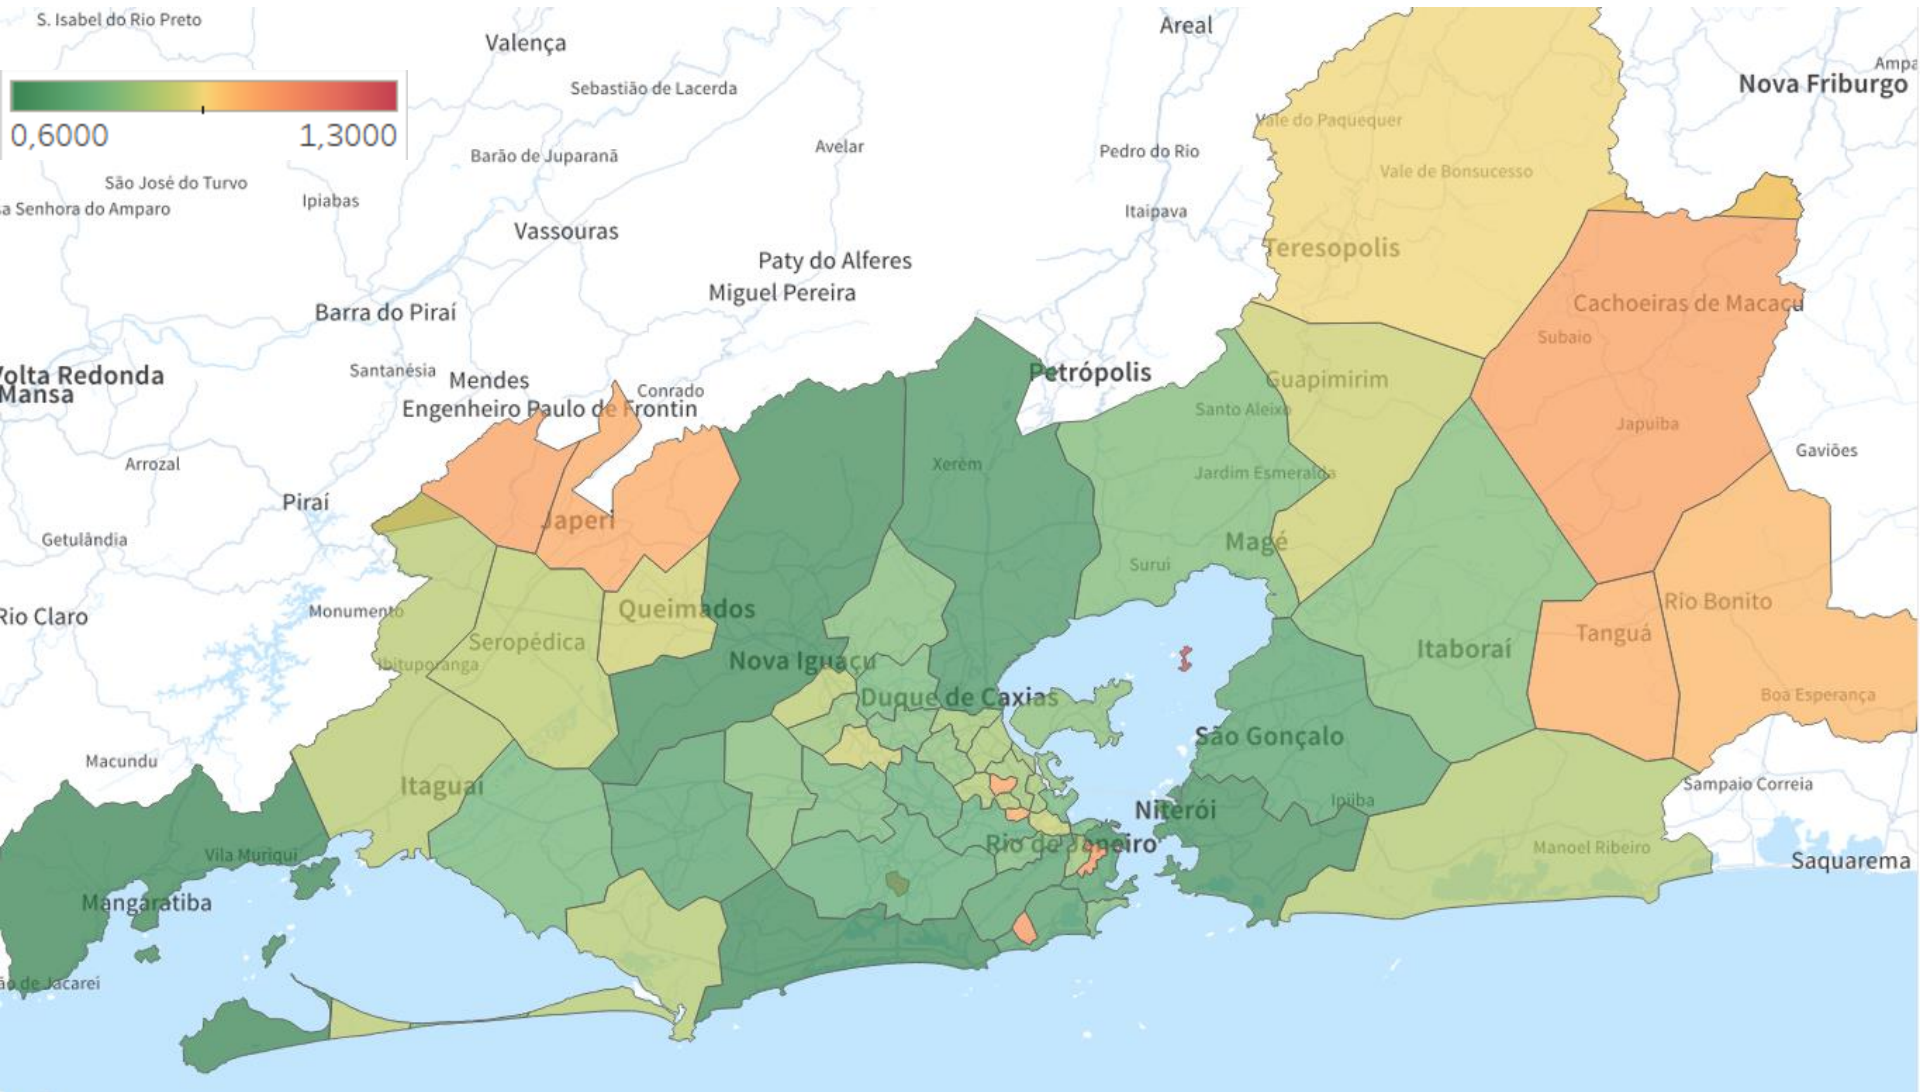 S. Isabel do Rio Preto
Areal
Valença
Ampa
Nova Friburgo
Sebastião de Lacerda
0,6000
1,3000
Vale do Paquequer
Avelar
Pedro do Rio
Barão de Juparanã
Vale de Bonsucesso
São José do Turvo
Ipiabas
a Senhora do Amparo
Itaipava
Vassouras
Teresopolis
Paty do Alferes
Miguel Pereira
Cachoeiras de Macacu
Barra do Piraí
Subaio
Santanésia
Volta Redonda
Mansa
Mendes
Conrado
Petrópolis
Guapimirim
Engenheiro Paulo de Frontin
Santo Aleixo
Japuiba
Gaviões
Arrozal
Xerém
Jardim Esmeralda
Piraí
Japeri
Getulândia
Magé
Surui
Monumento
Queimados
Rio Claro
Rio Bonito
Seropédica
Tanguá
Itaboraí
Ibituporanga
Nova Iguaçu
Duque de Caxias
Boa Esperança
São Gonçalo
Macundu
Itaguaí
Sampaio Correia
Ipiiba
Niterói
Rio de Janeiro
Vila Muriqui
Manoel Ribeiro
Saquarema
Mangaratiba
ão de Jacareí